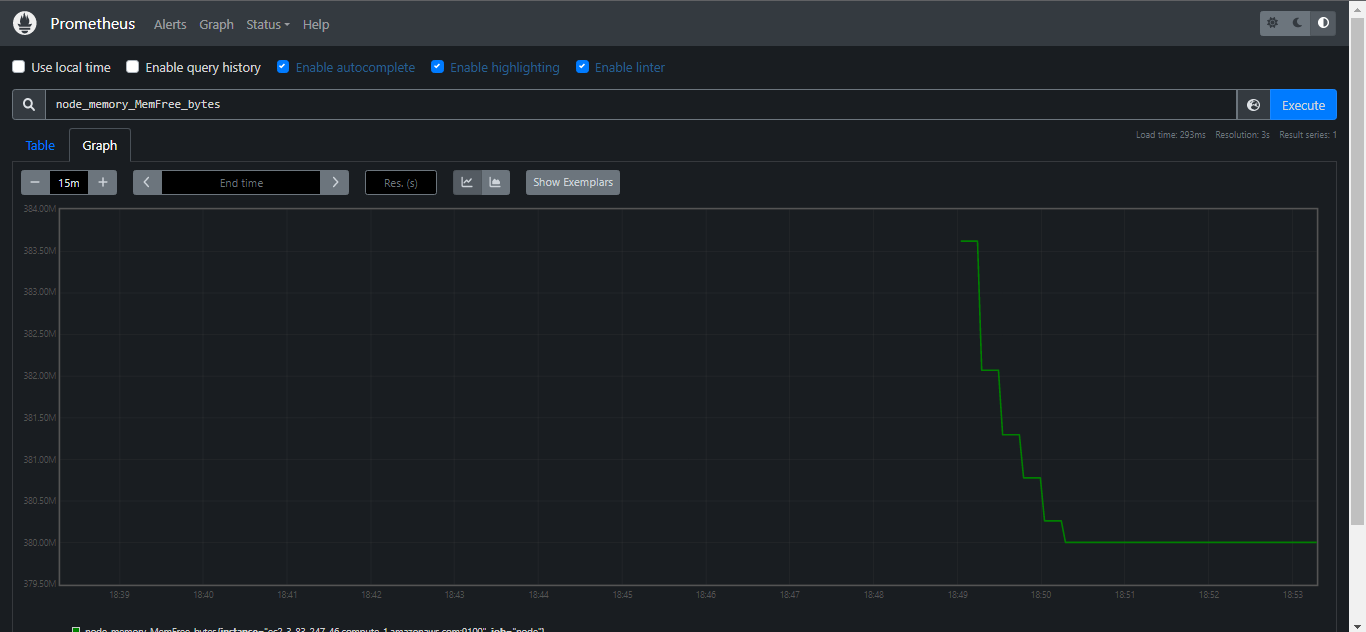 Prometheus Alerts Graph Status Help
Use local time Enable query history Enable autocomplete Enable highlighting Enable linter
node_memory_MemFree_bytes Execute
Load time: 293ms Resolution: 3s Result series: 1
Table Graph
15m End time Res. (s) Show Exemplars
384.00M
383.50M
383.00M
382.50M
382.00M
381.50M
381.00M
380.50M
380.00M
379.50M
18:39 18:40 18:41 18:42 18:43 18:44 18:45 18:46 18:47 18:48 18:49 18:50 18:51 18:52 18:53
node_memory_MemFree_bytes{instance="ec2-3-83-247-46.compute-1.amazonaws.com:9100", job="node"}